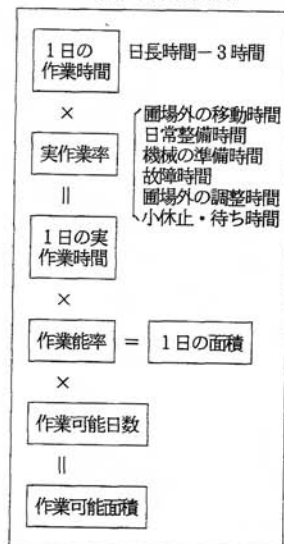 1日の
作業時間
日長時間－3時間
×
実作業率
圃場外の移動時間
日常整備時間
機械の準備時間
故障時間
圃場外の調整時間
小休止・待ち時間
||
1日の実
作業時間
×
作業能率 = 1日の面積
×
作業可能日数
||
作業可能面積